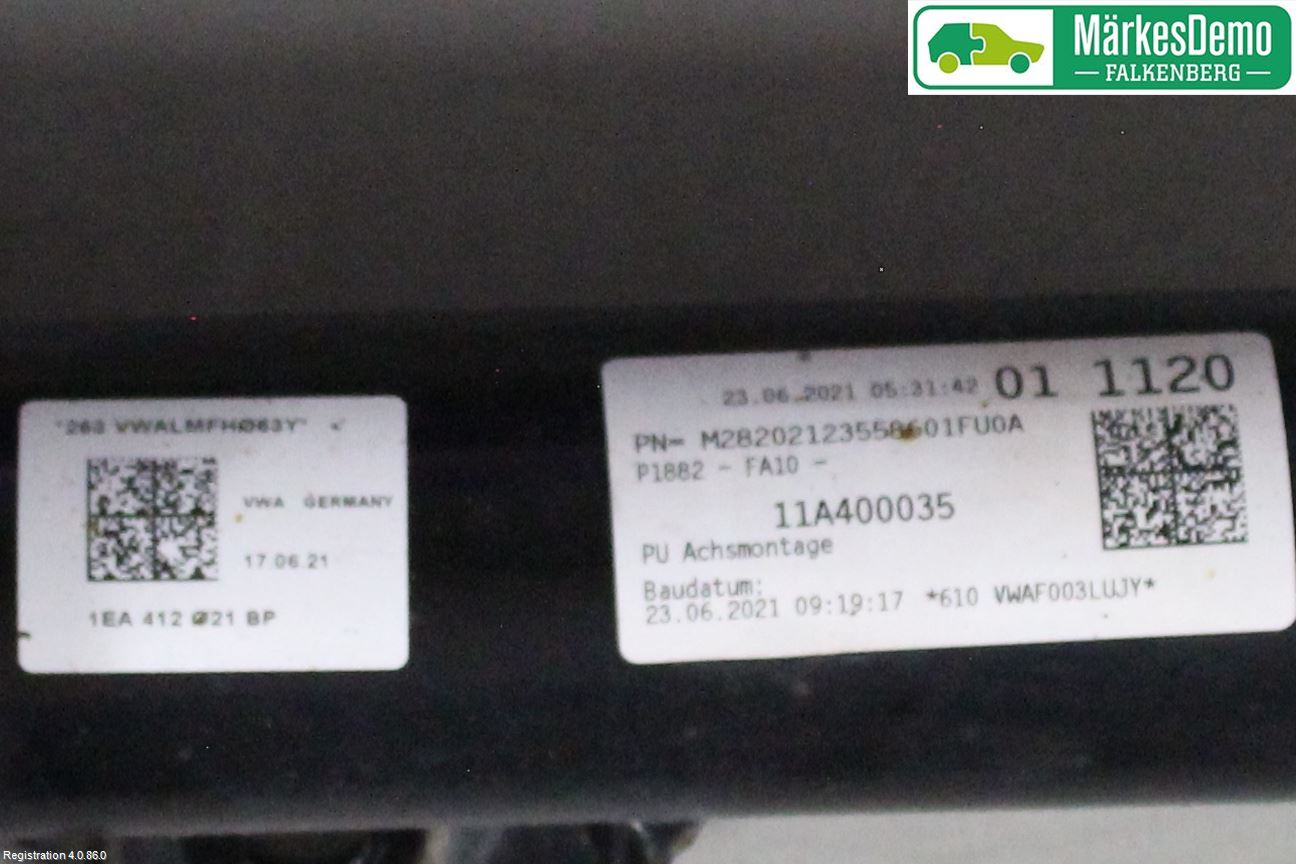 MärkesDemo
FALKENBERG
*263 VWALMFHØ63Y*
VWA GERMANY
17.06.21
1EA 412 Ø21 BP
23.06.2021 05:31:42 01 1120
PN= M28202123558601FU0A
P1882 - FA10 -
11A400035
PU Achsmontage
Baudatum:
23.06.2021 09:19:17 *610 VWAF003LUJY*
Registration 4.0.86.0